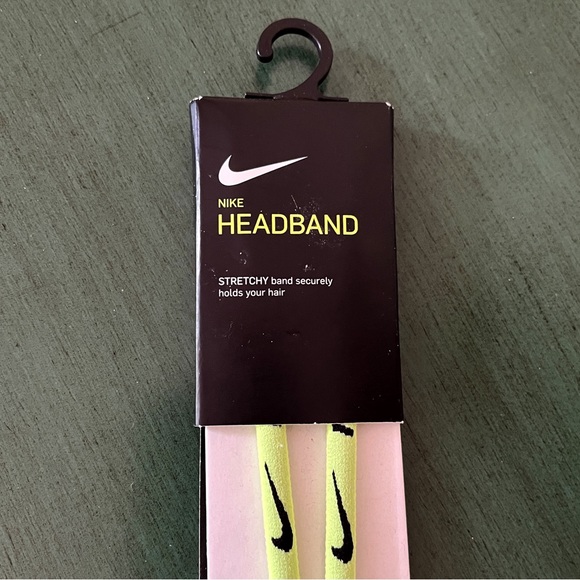 NIKE
HEADBAND
STRETCHY band securely
holds your hair